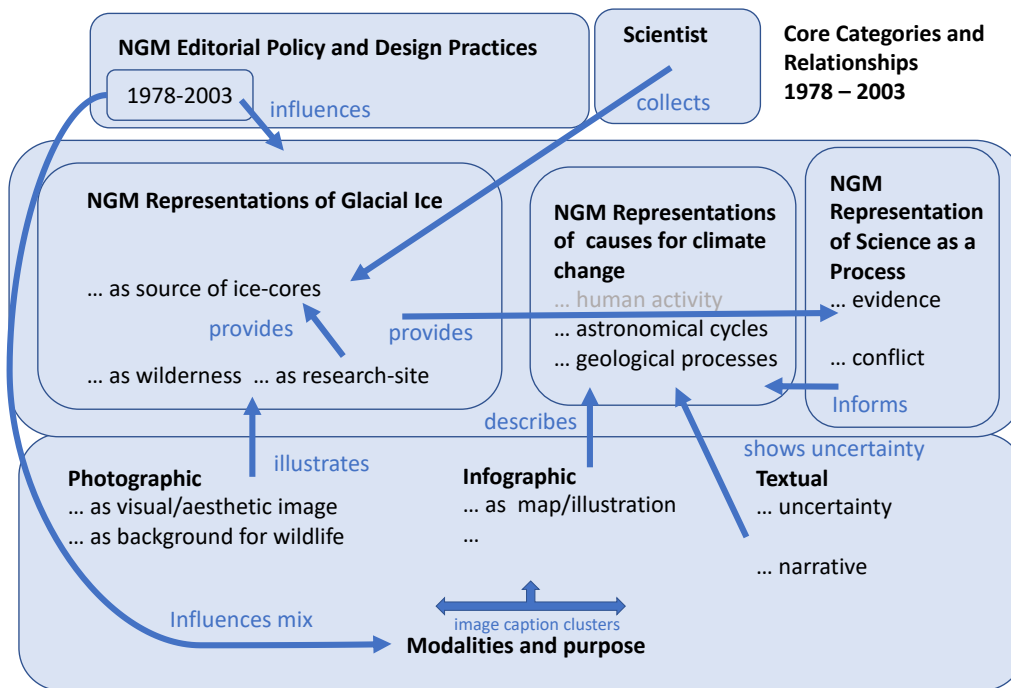 NGM Editorial Policy and Design Practices
1978-2003
influences
Scientist
collects
Core Categories and
Relationships
1978 – 2003
NGM Representations of Glacial Ice
... as source of ice-cores
provides
... as wilderness ... as research-site
provides
NGM Representations
of causes for climate
change
... human activity
... astronomical cycles
... geological processes
NGM
Representation
of Science as a
Process
... evidence
... conflict
Informs
illustrates
describes
shows uncertainty
Photographic
... as visual/aesthetic image
... as background for wildlife
Infographic
... as map/illustration
...
Textual
... uncertainty
... narrative
Influences mix
image caption clusters
Modalities and purpose